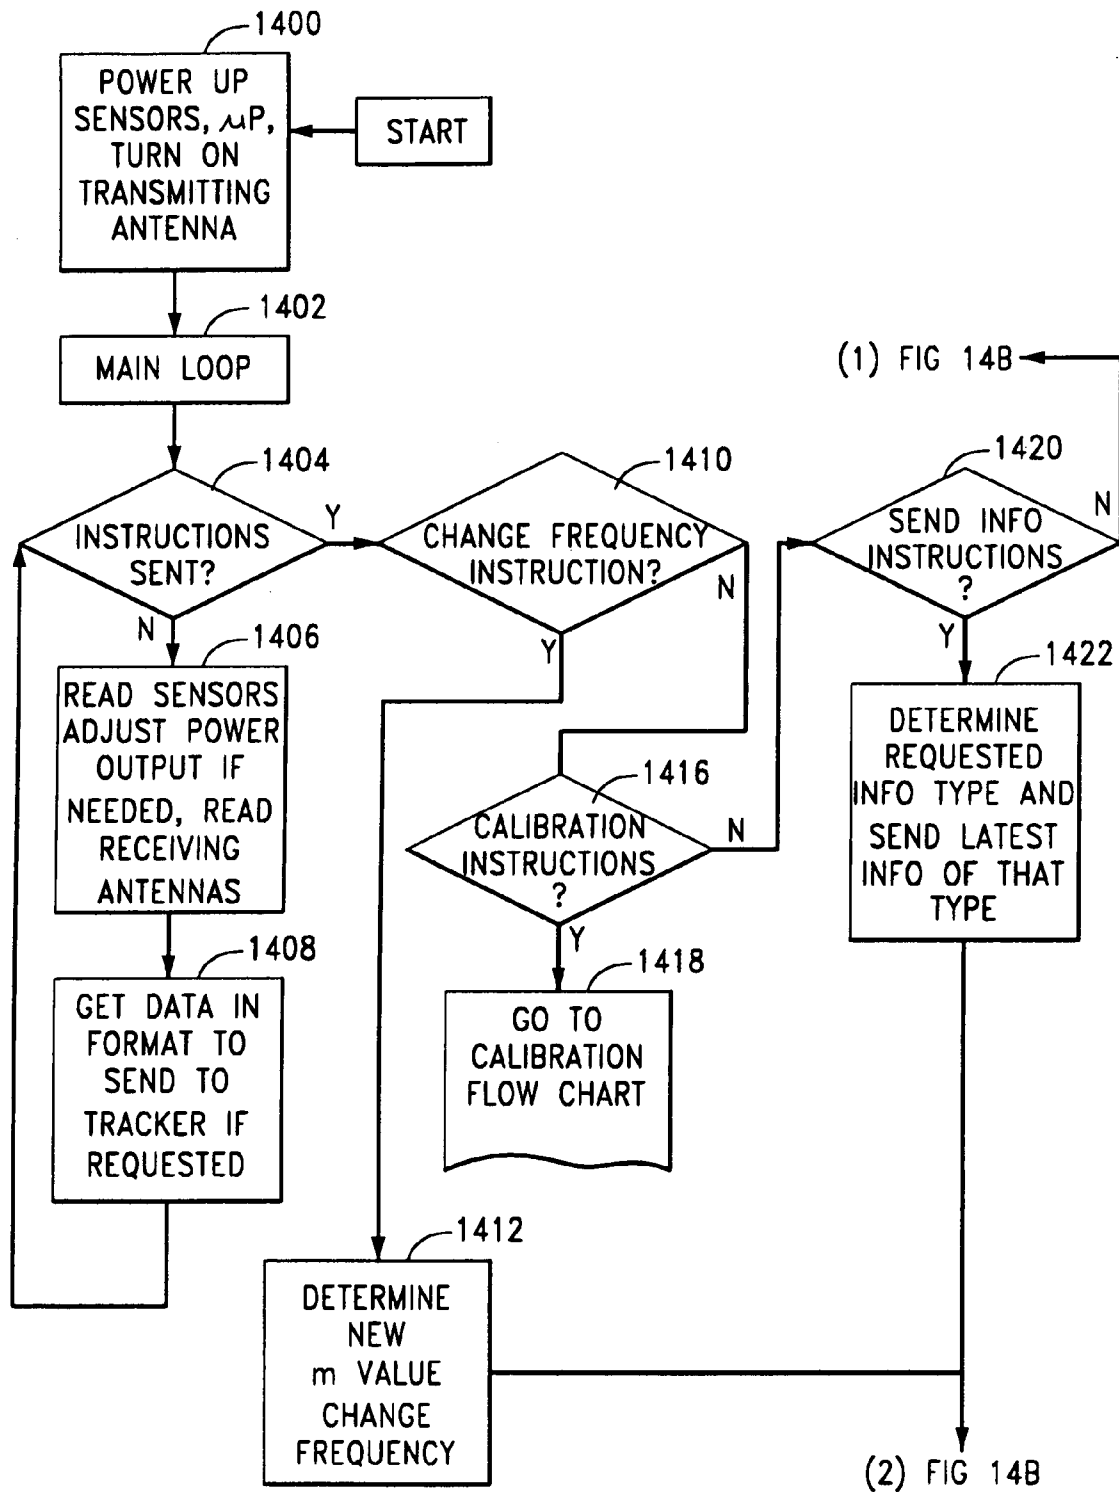 1400
POWER UP
SENSORS, μP,
TURN ON
TRANSMITTING
ANTENNA
START
1402
MAIN LOOP
(1) FIG 14B
1404
INSTRUCTIONS
SENT?
Y
N
1410
CHANGE FREQUENCY
INSTRUCTION?
N
Y
1420
SEND INFO
INSTRUCTIONS
?
N
Y
1406
READ SENSORS
ADJUST POWER
OUTPUT IF
NEEDED, READ
RECEIVING
ANTENNAS
1416
CALIBRATION
INSTRUCTIONS
?
N
Y
1422
DETERMINE
REQUESTED
INFO TYPE AND
SEND LATEST
INFO OF THAT
TYPE
1408
GET DATA IN
FORMAT TO
SEND TO
TRACKER IF
REQUESTED
1418
GO TO
CALIBRATION
FLOW CHART
1412
DETERMINE
NEW
m VALUE
CHANGE
FREQUENCY
(2) FIG 14B